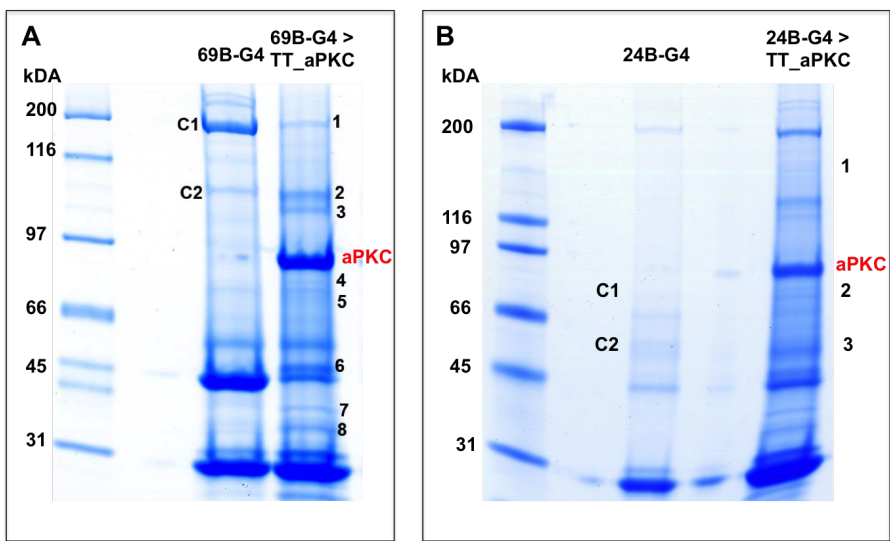 A
69B-G4
69B-G4 >
TT_aPKC
kDA
200
116
97
66
45
31
C1
C2
1
2
3
aPKC
4
5
6
7
8
B
24B-G4
24B-G4 >
TT_aPKC
kDA
200
116
97
66
45
31
C1
C2
1
aPKC
2
3